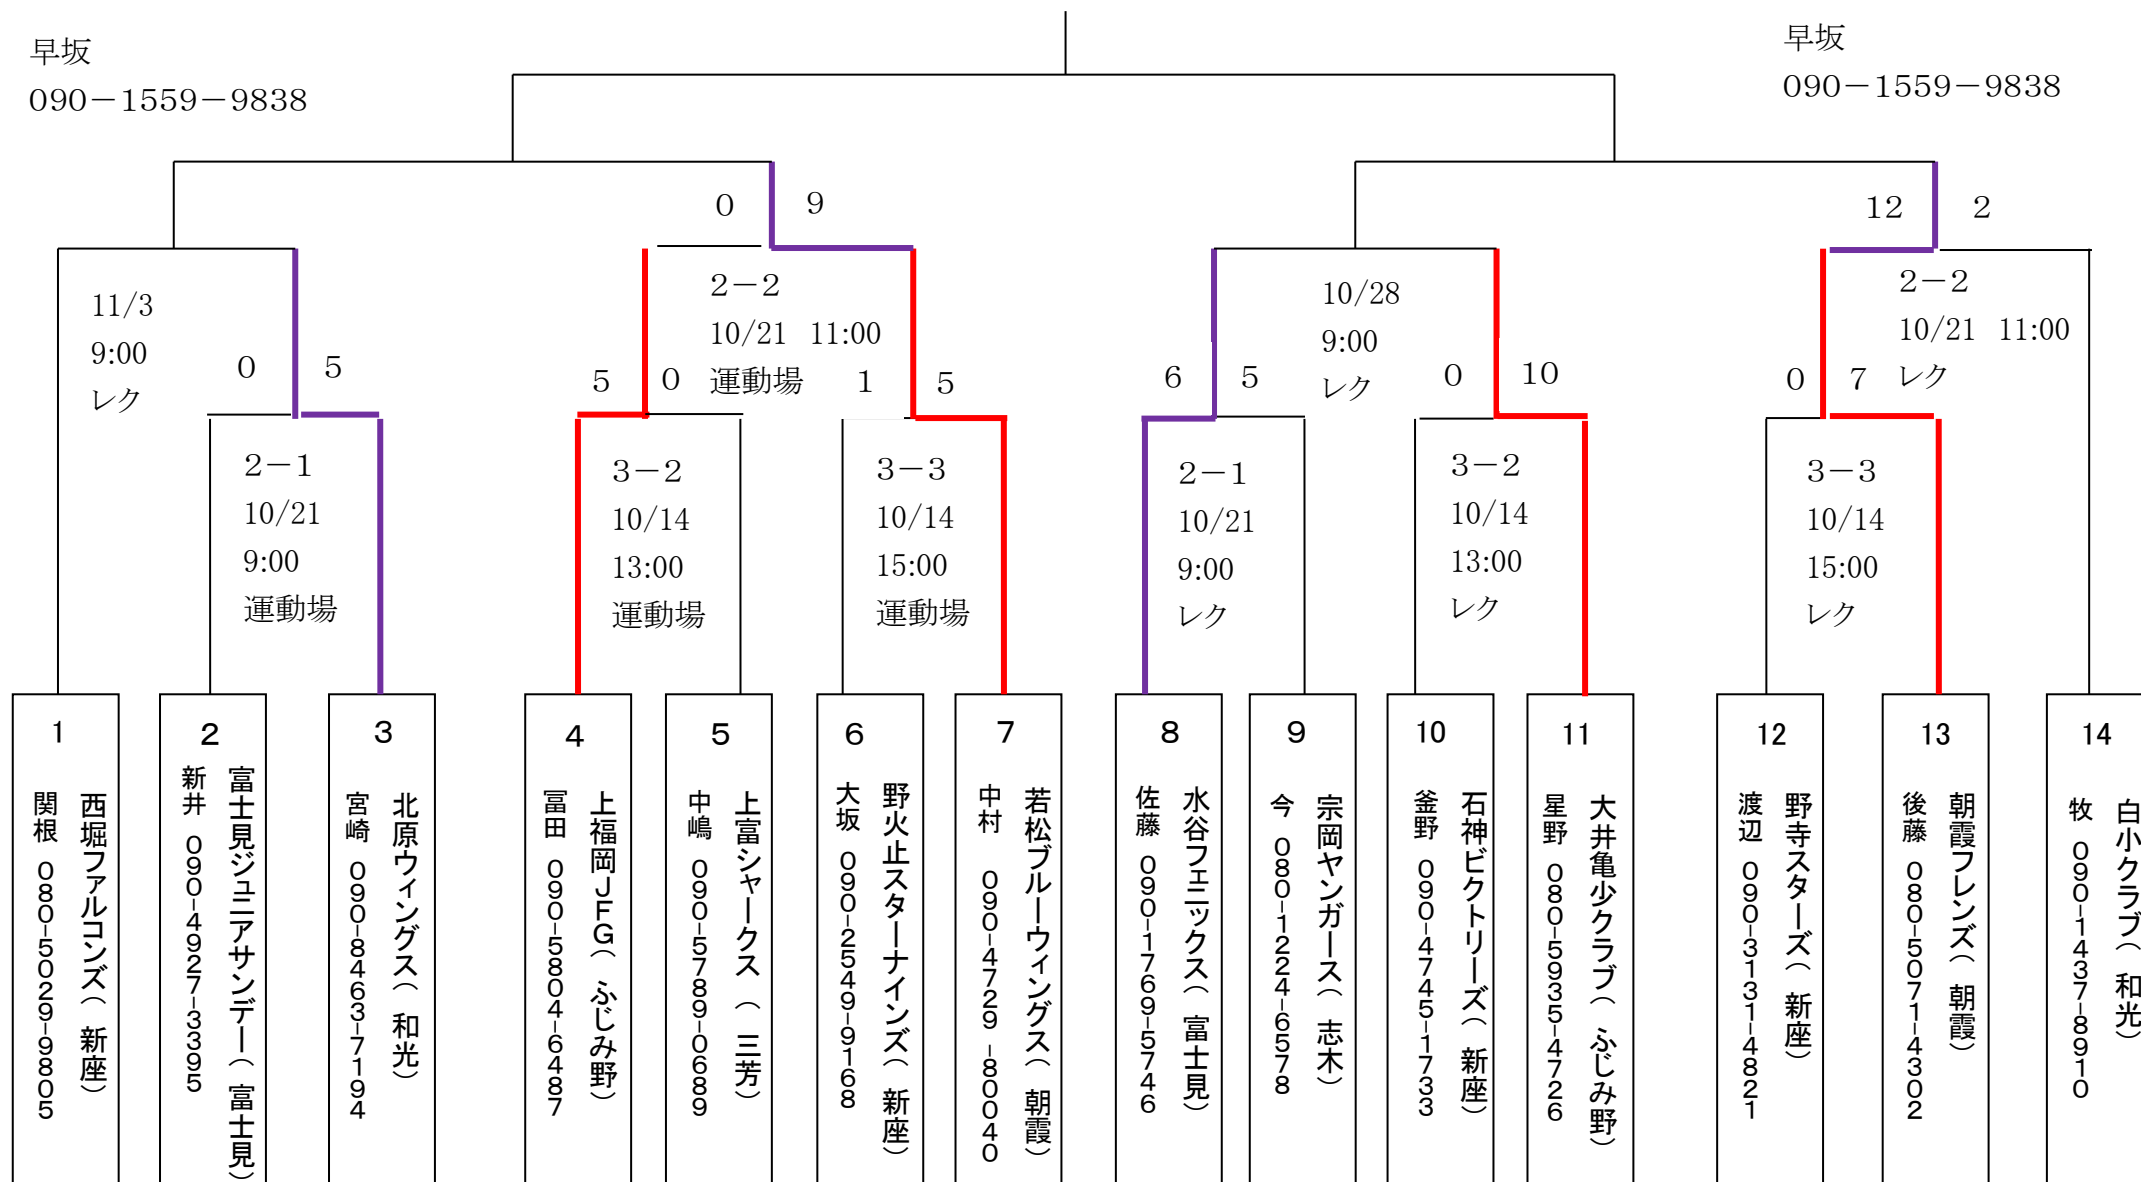 早坂
090－1559－9838
早坂
090－1559－9838
0 9
12 2
11/3
9:00
レク
0 5
2－2
10/21 11:00
運動場
5 0
1 5
10/28
9:00
レク
6 5
0 10
2－2
10/21 11:00
レク
0 7
2－1
10/21
9:00
運動場
3－2
10/14
13:00
運動場
3－3
10/14
15:00
運動場
2－1
10/21
9:00
レク
3－2
10/14
13:00
レク
3－3
10/14
15:00
レク
1
西堀ファルコンズ（新座）
関根 080-5029-9805
2
富士見ジュニアサンデー（富士見）
新井 090-4927-3395
3
北原ウィングス（和光）
宮崎 090-8463-7194
4
上福岡JFG（ふじみ野）
冨田 090-5804-6487
5
上富シャークス（三芳）
中嶋 090-5789-0689
6
野火止スターナインズ（新座）
大坂 090-2549-9168
7
若松ブルーウィングス（朝霞）
中村 090-4729-80040
8
水谷フェニックス（富士見）
佐藤 090-1769-5746
9
宗岡ヤンガース（志木）
今 080-1224-6578
10
石神ビクトリーズ（新座）
釜野 090-4745-1733
11
大井亀少クラブ（ふじみ野）
星野 080-5935-4726
12
野寺スターズ（新座）
渡辺 090-3131-4821
13
朝霞フレンズ（朝霞）
後藤 080-5071-4302
14
白小クラブ（和光）
牧 090-1437-8910